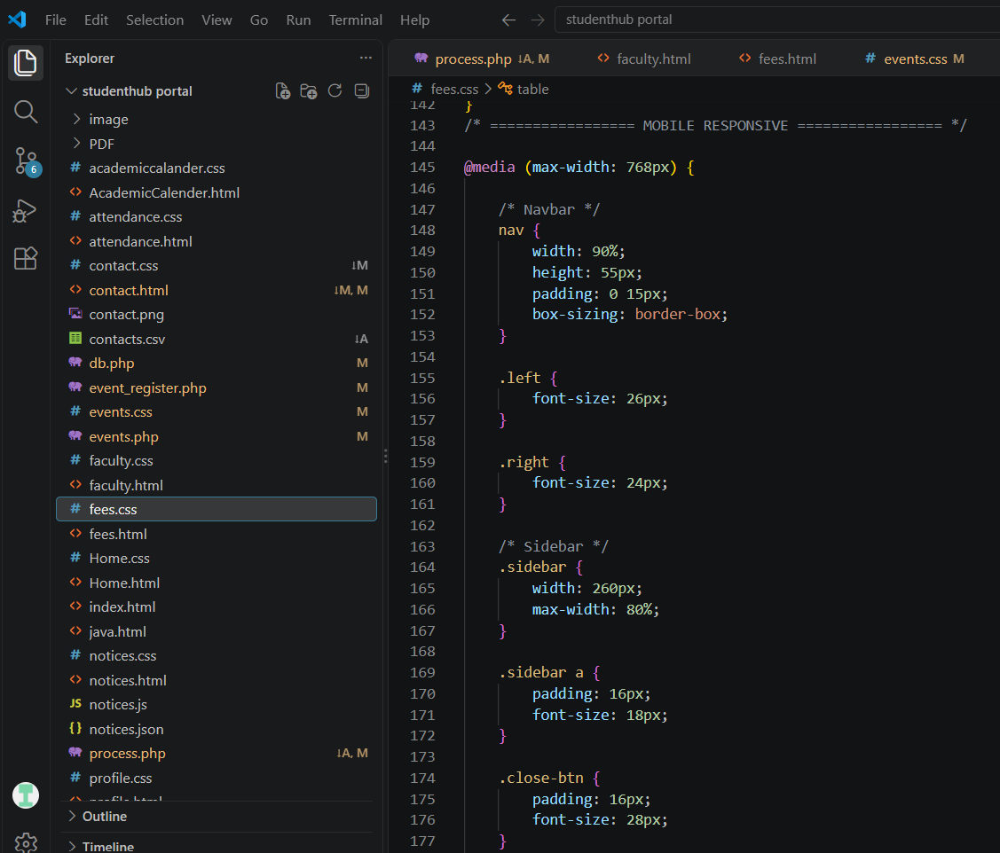 File Edit Selection View Go Run Terminal Help
studenthub portal
Explorer
studenthub portal
image
PDF
# academiccalander.css
<> AcademicCalender.html
# attendance.css
<> attendance.html
# contact.css ↓M
<> contact.html ↓M, M
contact.png
contacts.csv ↓A
db.php M
event_register.php M
# events.css M
events.php M
# faculty.css
<> faculty.html
# fees.css
<> fees.html
# Home.css
<> Home.html
<> index.html
<> java.html
# notices.css
<> notices.html
JS notices.js
{} notices.json
process.php ↓A, M
# profile.css
<> profile.html
Outline
Timeline
6
process.php ↓A, M
<> faculty.html
<> fees.html
# events.css M
# fees.css > table
142 }
143 /* ================= MOBILE RESPONSIVE ================= */
144
145 @media (max-width: 768px) {
146
147 /* Navbar */
148 nav {
149 width: 90%;
150 height: 55px;
151 padding: 0 15px;
152 box-sizing: border-box;
153 }
154
155 .left {
156 font-size: 26px;
157 }
158
159 .right {
160 font-size: 24px;
161 }
162
163 /* Sidebar */
164 .sidebar {
165 width: 260px;
166 max-width: 80%;
167 }
168
169 .sidebar a {
170 padding: 16px;
171 font-size: 18px;
172 }
173
174 .close-btn {
175 padding: 16px;
176 font-size: 28px;
177 }